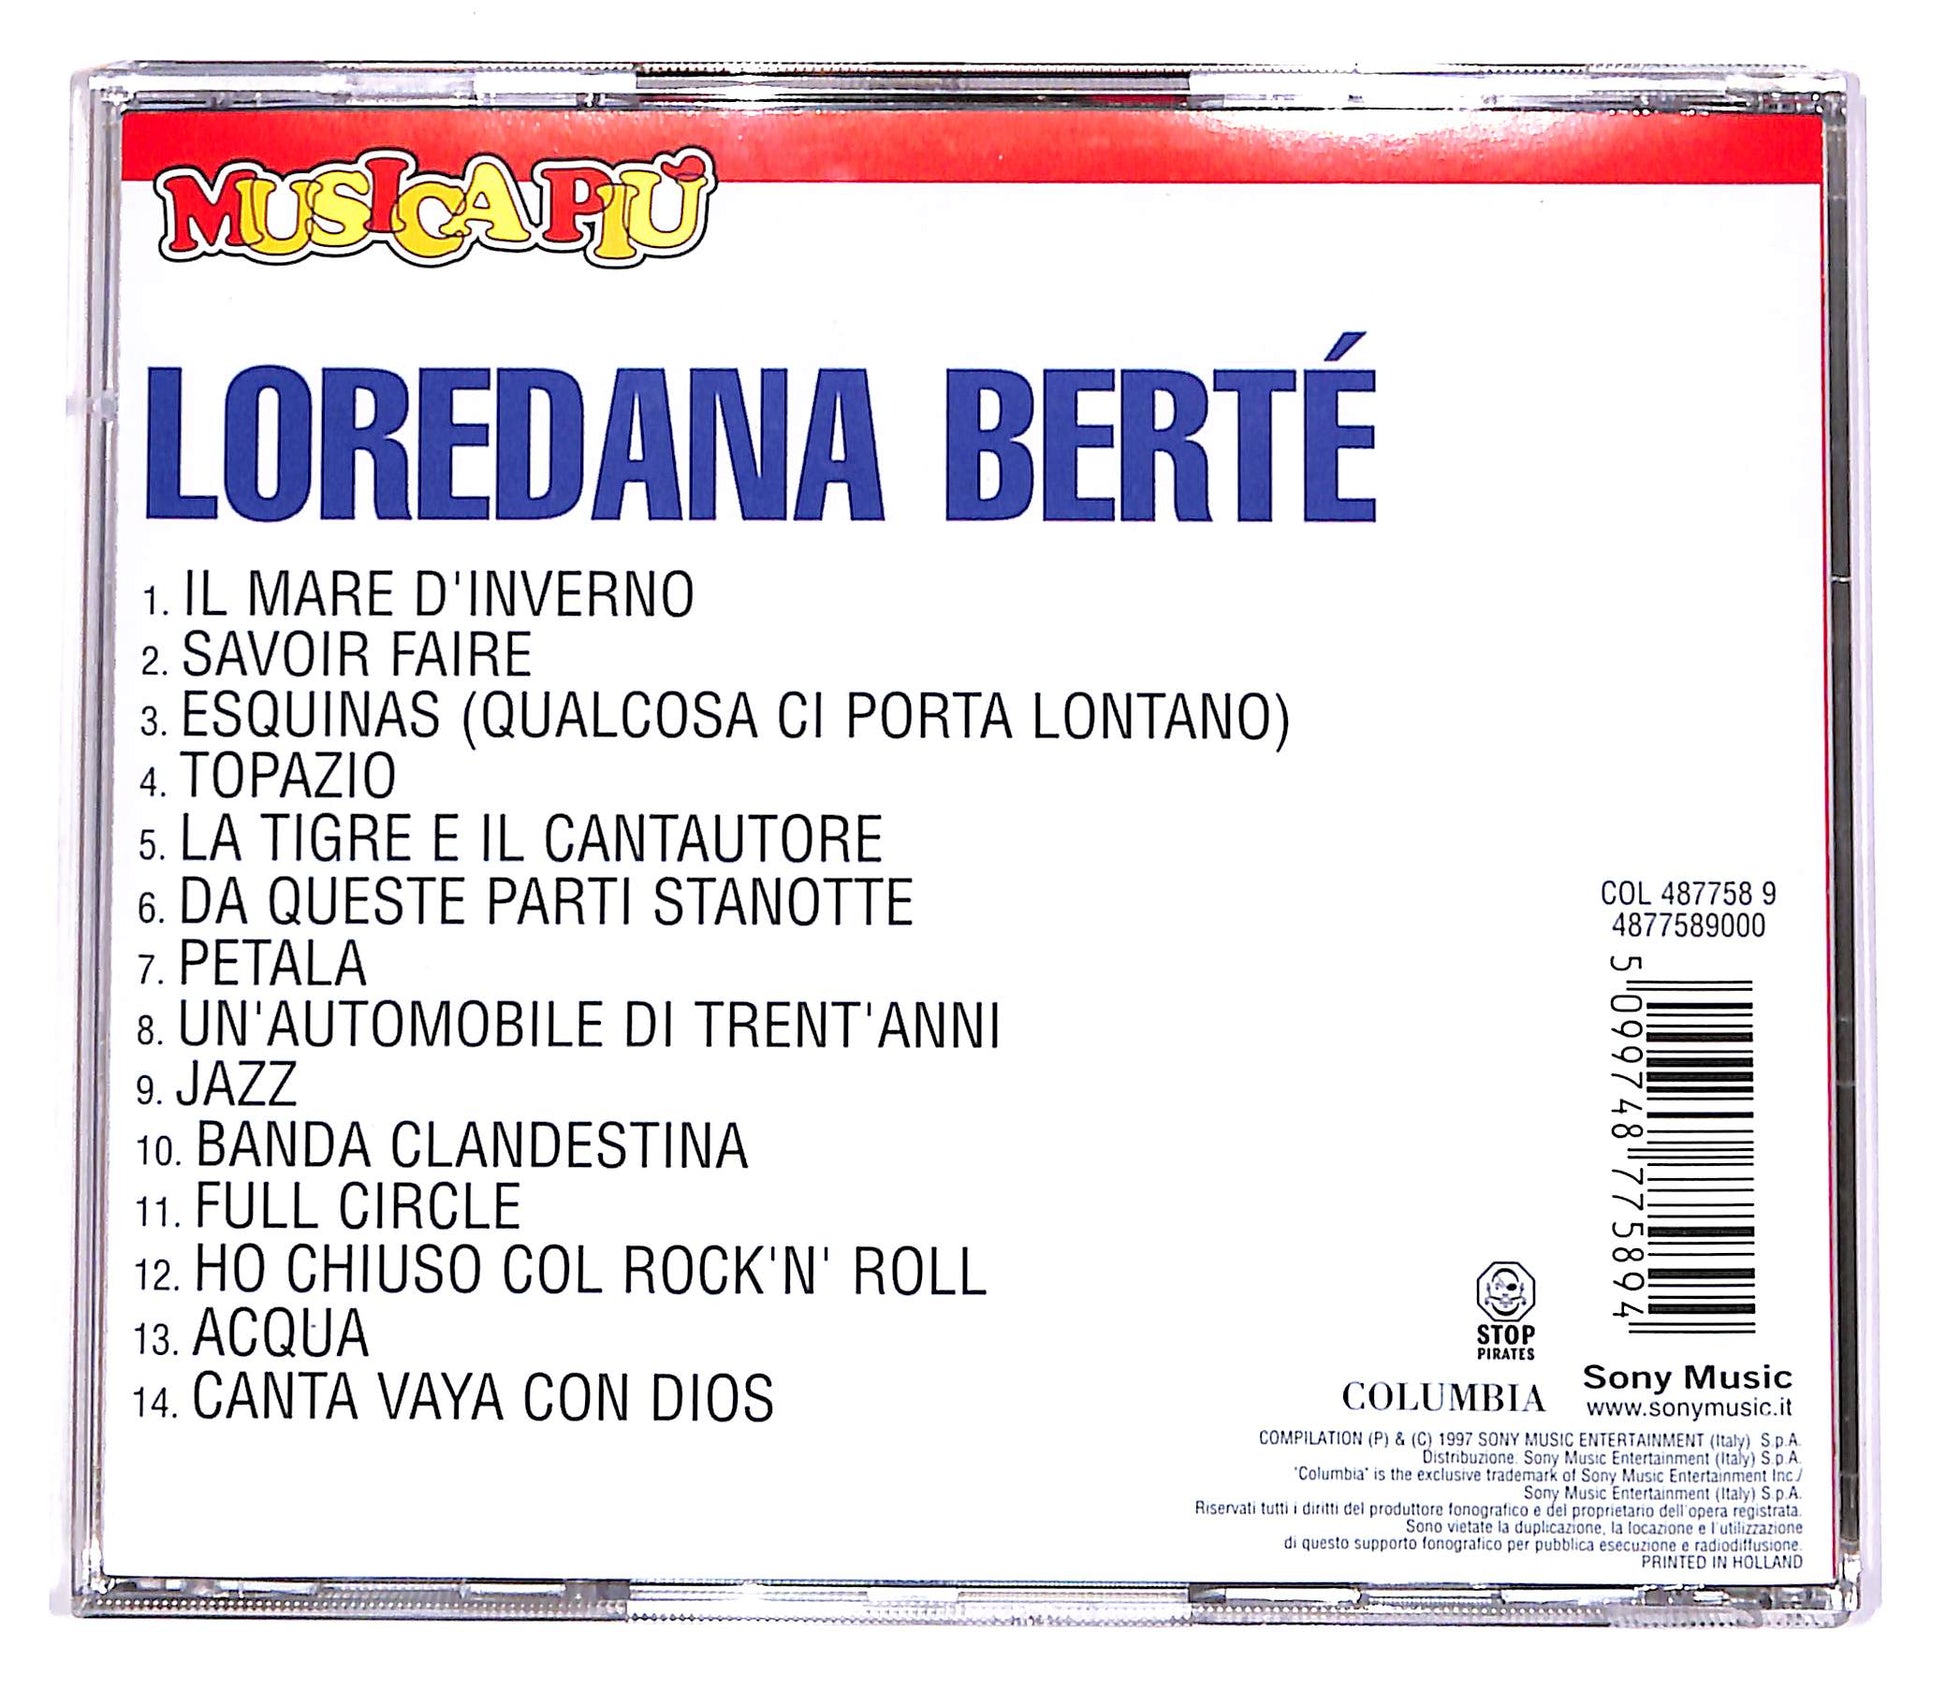 MUSICA PIÙ
LOREDANA BERTÉ
1. IL MARE D'INVERNO
2. SAVOIR FAIRE
3. ESQUINAS (QUALCOSA CI PORTA LONTANO)
4. TOPAZIO
5. LA TIGRE E IL CANTAUTORE
6. DA QUESTE PARTI STANOTTE
7. PETALA
8. UN'AUTOMOBILE DI TRENT'ANNI
9. JAZZ
10. BANDA CLANDESTINA
11. FULL CIRCLE
12. HO CHIUSO COL ROCK'N' ROLL
13. ACQUA
14. CANTA VAYA CON DIOS
COL 487758 9
4877589000
5 099748 775894
STOP
PIRATES
COLUMBIA
Sony Music
www.sonymusic.it
COMPILATION (P) & (C) 1997 SONY MUSIC ENTERTAINMENT (Italy) S.p.A.
Distribuzione: Sony Music Entertainment (Italy) S.p.A.
"Columbia" is the exclusive trademark of Sony Music Entertainment Inc./
Sony Music Entertainment (Italy) S.p.A.
Riservati tutti i diritti del produttore fonografico e del proprietario dell'opera registrata.
Sono vietate la duplicazione, la locazione e l'utilizzazione
di questo supporto fonografico per pubblica esecuzione e radiodiffusione.
PRINTED IN HOLLAND